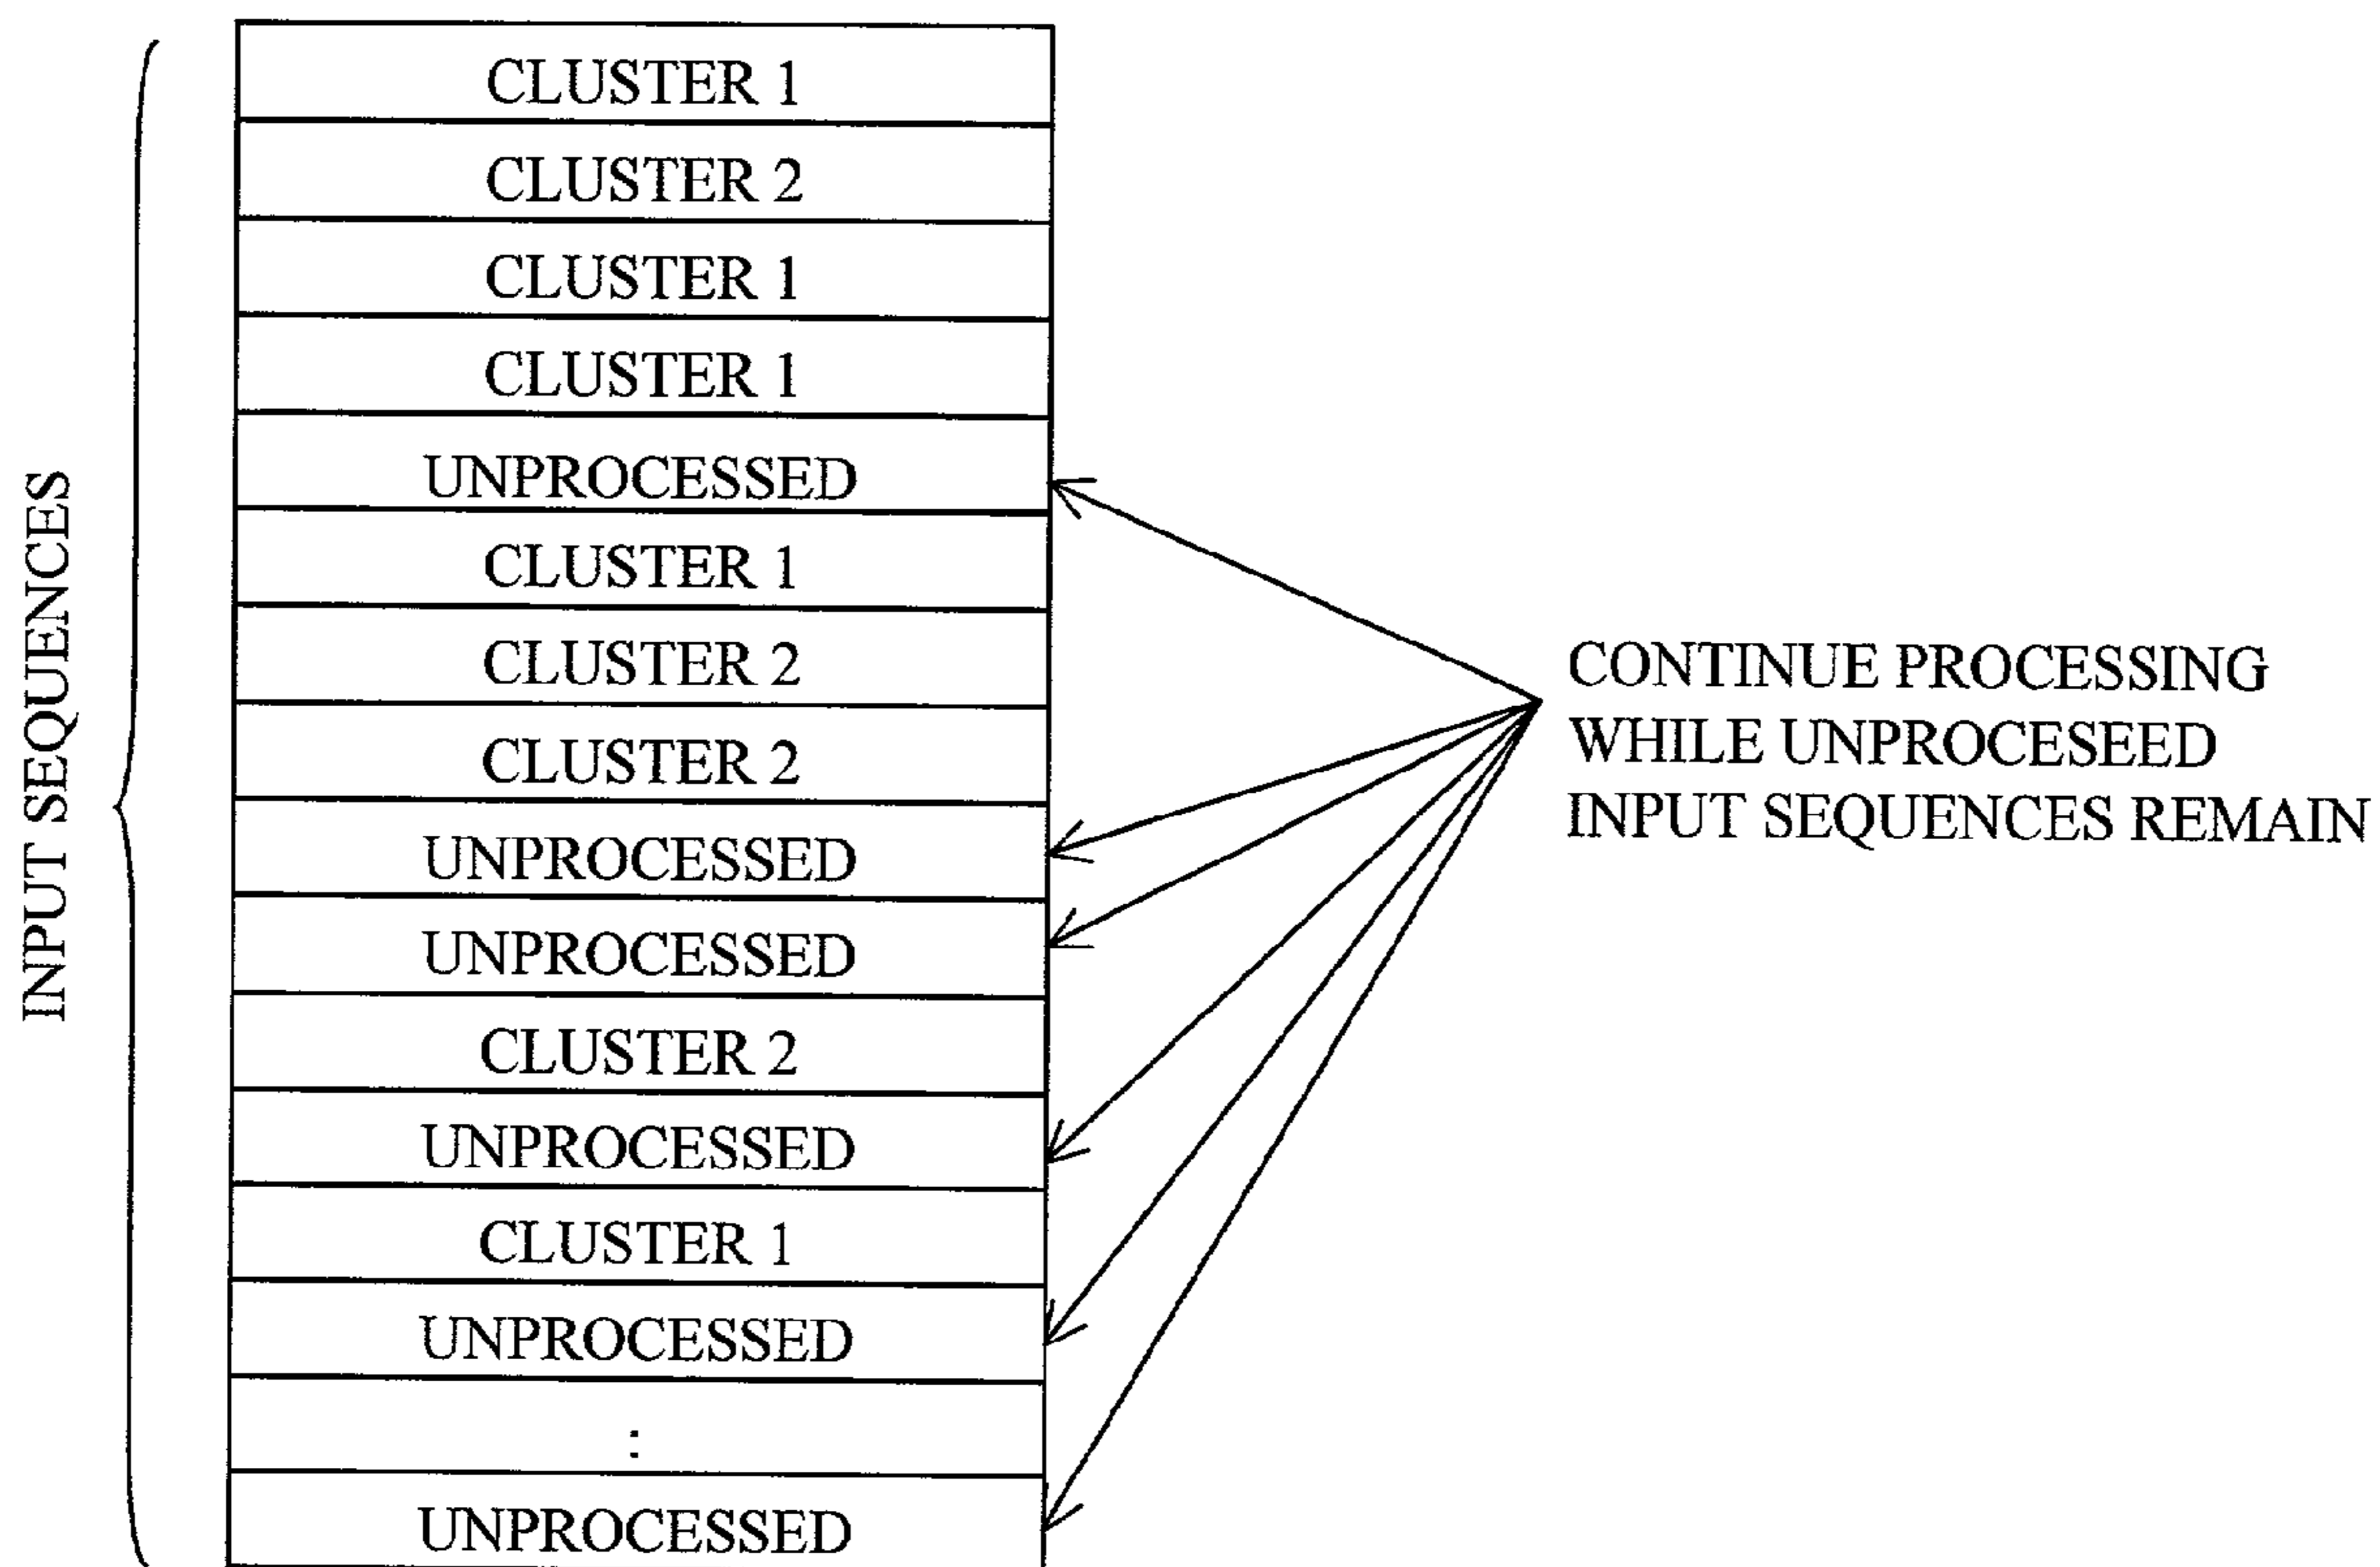 INPUT SEQUENCES
CLUSTER 1
CLUSTER 2
CLUSTER 1
CLUSTER 1
UNPROCESSED
CLUSTER 1
CLUSTER 2
CLUSTER 2
UNPROCESSED
UNPROCESSED
CLUSTER 2
UNPROCESSED
CLUSTER 1
UNPROCESSED
:
UNPROCESSED
CONTINUE PROCESSING
WHILE UNPROCESEED
INPUT SEQUENCES REMAIN